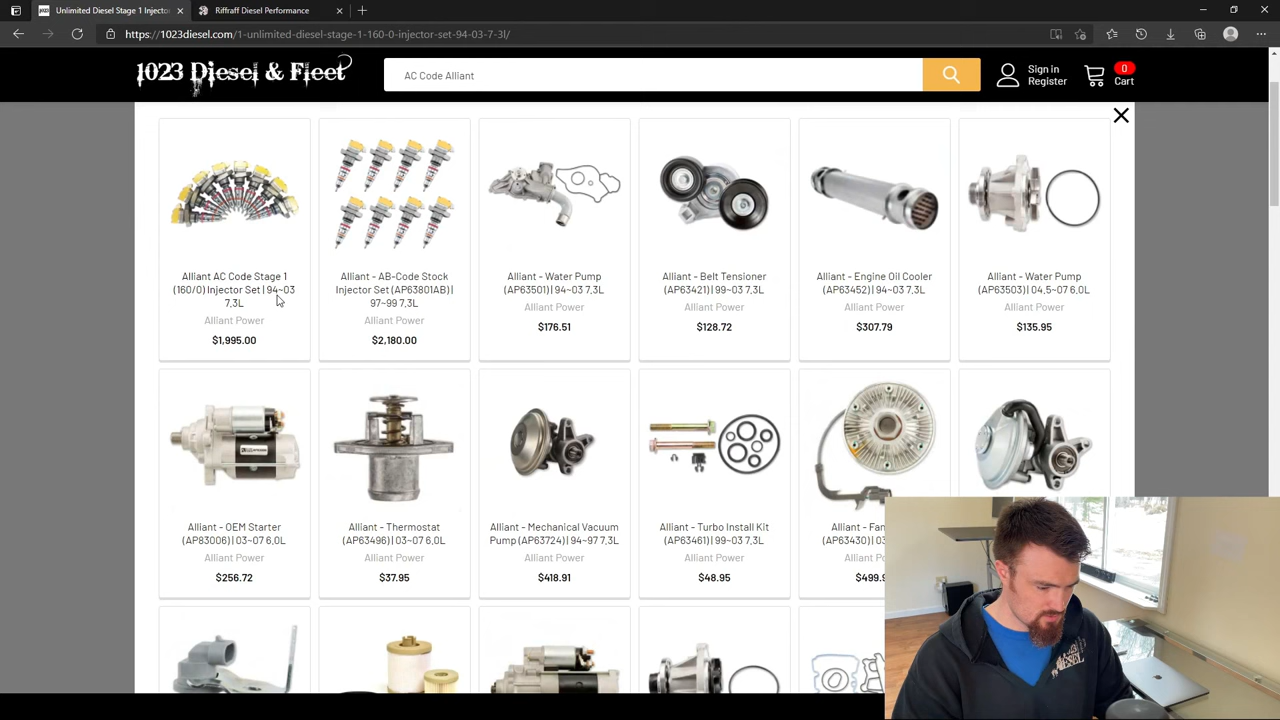 Unlimited Diesel Stage 1 Injector
Riffraff Diesel Performance
https://1023diesel.com/1-unlimited-diesel-stage-1-160-0-injector-set-94-03-7-3l/
1023 Diesel & Fleet
AC Code Alliant
Sign in
Register
0
Cart
Alliant AC Code Stage 1
(160/0) Injector Set | 94~03
7.3L
Alliant Power
$1,995.00
Alliant - AB-Code Stock
Injector Set (AP63801AB) |
97~99 7.3L
Alliant Power
$2,180.00
Alliant - Water Pump
(AP63501) | 94~03 7.3L
Alliant Power
$176.51
Alliant - Belt Tensioner
(AP63421) | 99~03 7.3L
Alliant Power
$128.72
Alliant - Engine Oil Cooler
(AP63452) | 94~03 7.3L
Alliant Power
$307.79
Alliant - Water Pump
(AP63503) | 04.5~07 6.0L
Alliant Power
$135.95
Alliant - OEM Starter
(AP83006) | 03~07 6.0L
Alliant Power
$256.72
Alliant - Thermostat
(AP63496) | 03~07 6.0L
Alliant Power
$37.95
Alliant - Mechanical Vacuum
Pump (AP63724) | 94~97 7.3L
Alliant Power
$418.91
Alliant - Turbo Install Kit
(AP63461) | 99~03 7.3L
Alliant Power
$48.95
Alliant - Fan
(AP63430) | 03
Alliant
$499.9
DIESEL